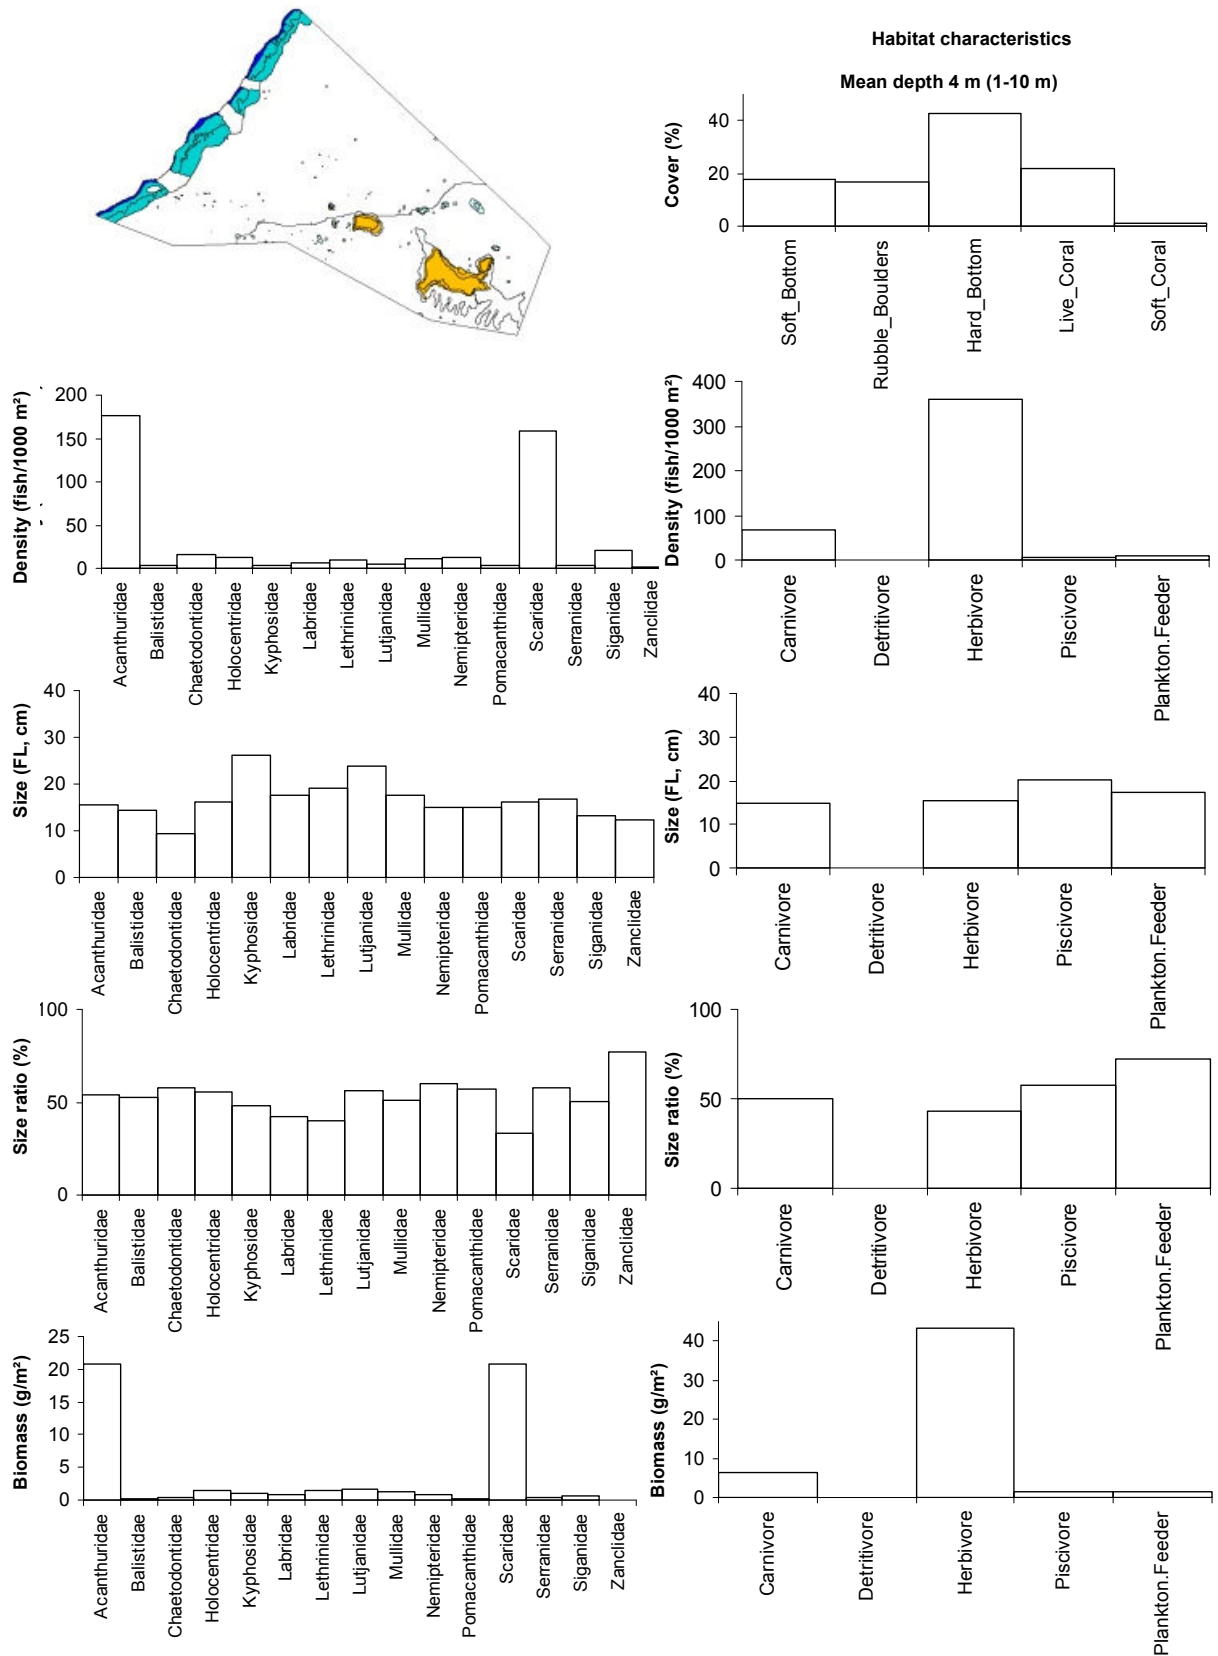 Habitat characteristics
Mean depth 4 m (1-10 m)
Cover (%)
40
20
0
Soft_Bottom
Rubble_Boulders
Hard_Bottom
Live_Coral
Soft_Coral
Density (fish/1000 m²)
200
150
100
50
0
Acanthuridae
Balistidae
Chaetodontidae
Holocentridae
Kyphosidae
Labridae
Lethrinidae
Lutjanidae
Mullidae
Nemipteridae
Pomacanthidae
Scaridae
Serranidae
Siganidae
Zanclidae
Density (fish/1000 m²)
400
300
200
100
0
Carnivore
Detritivore
Herbivore
Piscivore
Plankton.Feeder
Size (FL, cm)
40
30
20
10
0
Acanthuridae
Balistidae
Chaetodontidae
Holocentridae
Kyphosidae
Labridae
Lethrinidae
Lutjanidae
Mullidae
Nemipteridae
Pomacanthidae
Scaridae
Serranidae
Siganidae
Zanclidae
Size (FL, cm)
40
30
20
10
0
Carnivore
Detritivore
Herbivore
Piscivore
Plankton.Feeder
Size ratio (%)
100
50
0
Acanthuridae
Balistidae
Chaetodontidae
Holocentridae
Kyphosidae
Labridae
Lethrinidae
Lutjanidae
Mullidae
Nemipteridae
Pomacanthidae
Scaridae
Serranidae
Siganidae
Zanclidae
Size ratio (%)
100
50
0
Carnivore
Detritivore
Herbivore
Piscivore
Plankton.Feeder
Biomass (g/m²)
25
20
15
10
5
0
Acanthuridae
Balistidae
Chaetodontidae
Holocentridae
Kyphosidae
Labridae
Lethrinidae
Lutjanidae
Mullidae
Nemipteridae
Pomacanthidae
Scaridae
Serranidae
Siganidae
Zanclidae
Biomass (g/m²)
40
30
20
10
0
Carnivore
Detritivore
Herbivore
Piscivore
Plankton.Feeder